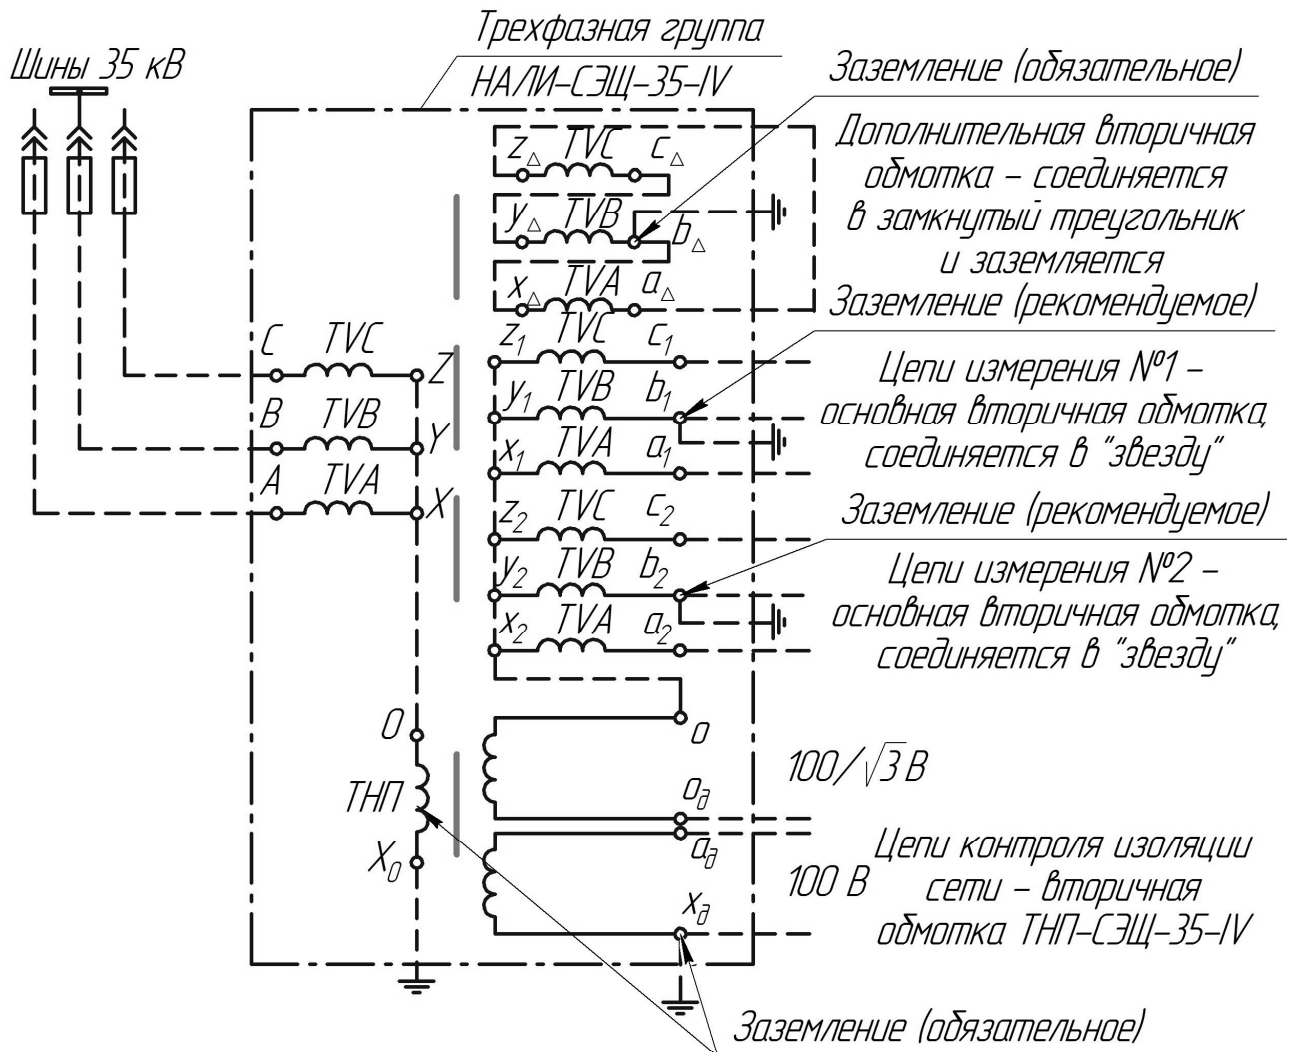 Трехфазная группа
НАЛИ-СЭЩ-35-IV
Шины 35 кВ
Заземление (обязательное)
Дополнительная вторичная
обмотка - соединяется
в замкнутый треугольник
и заземляется
z△ TVC c△
y△ TVB b△
x△ TVA a△
Заземление (рекомендуемое)
z1 TVC c1
y1 TVB b1
x1 TVA a1
Цепи измерения №1 -
основная вторичная обмотка,
соединяется в "звезду"
C TVC Z
B TVB Y
A TVA X
z2 TVC c2
y2 TVB b2
x2 TVA a2
Заземление (рекомендуемое)
Цепи измерения №2 -
основная вторичная обмотка,
соединяется в "звезду"
O
ТНП
X0
o
100/√3 В
oд
aд
100 В
xд
Цепи контроля изоляции
сети - вторичная
обмотка ТНП-СЭЩ-35-IV
Заземление (обязательное)